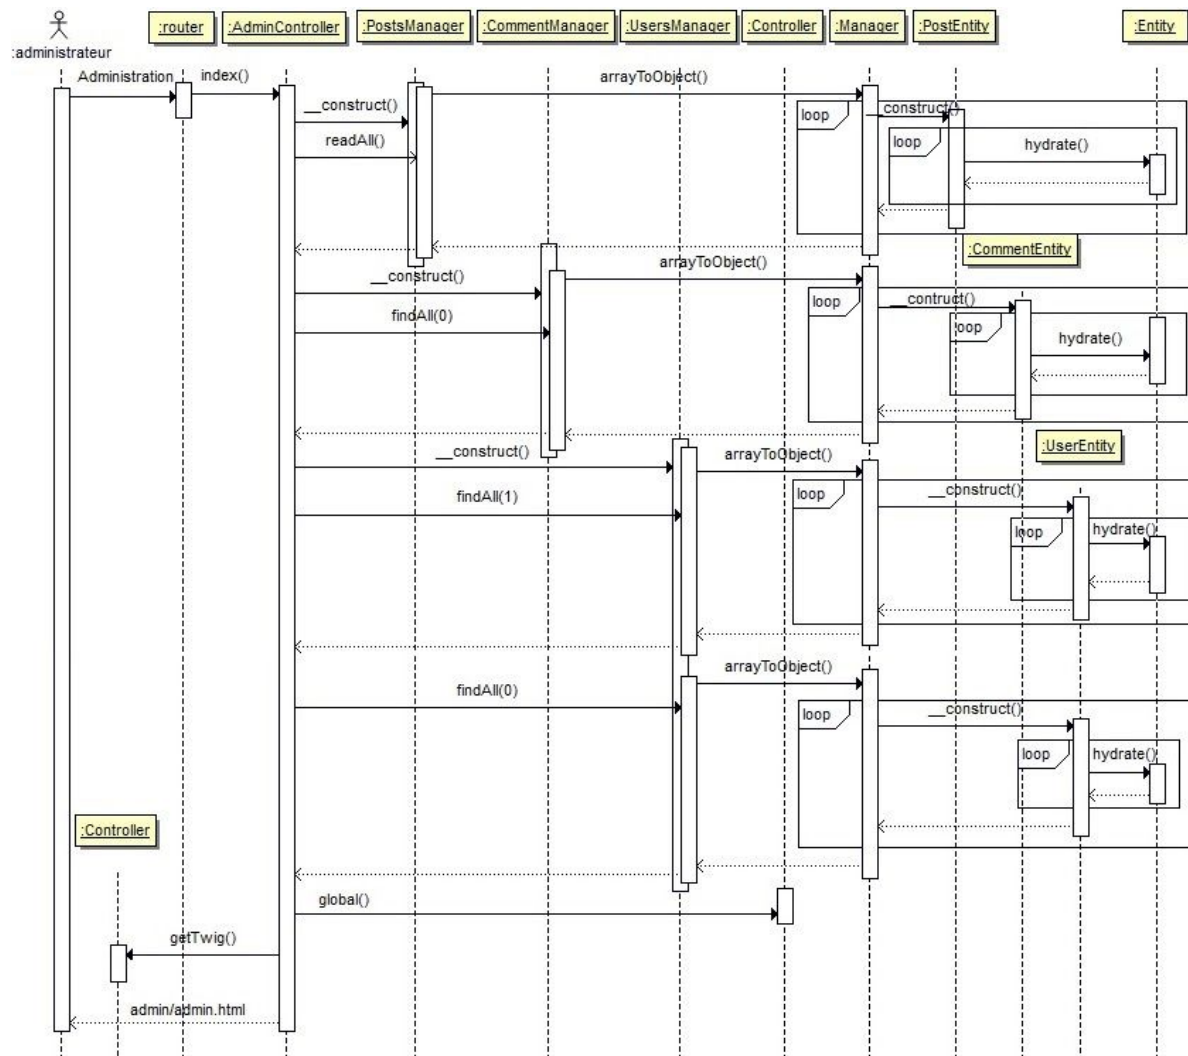 :administrateur
:router
:AdminController
:PostsManager
:CommentManager
:UsersManager
:Controller
:Manager
:PostEntity
:Entity
Administration
index()
arrayToObject()
__construct()
loop
__construct()
loop
readAll()
hydrate()
:CommentEntity
__construct()
arrayToObject()
loop
__contruct()
findAll(0)
loop
hydrate()
:UserEntity
__construct()
arrayToObject()
loop
__construct()
findAll(1)
loop
hydrate()
findAll(0)
arrayToObject()
loop
__construct()
loop
hydrate()
:Controller
global()
getTwig()
admin/admin.html